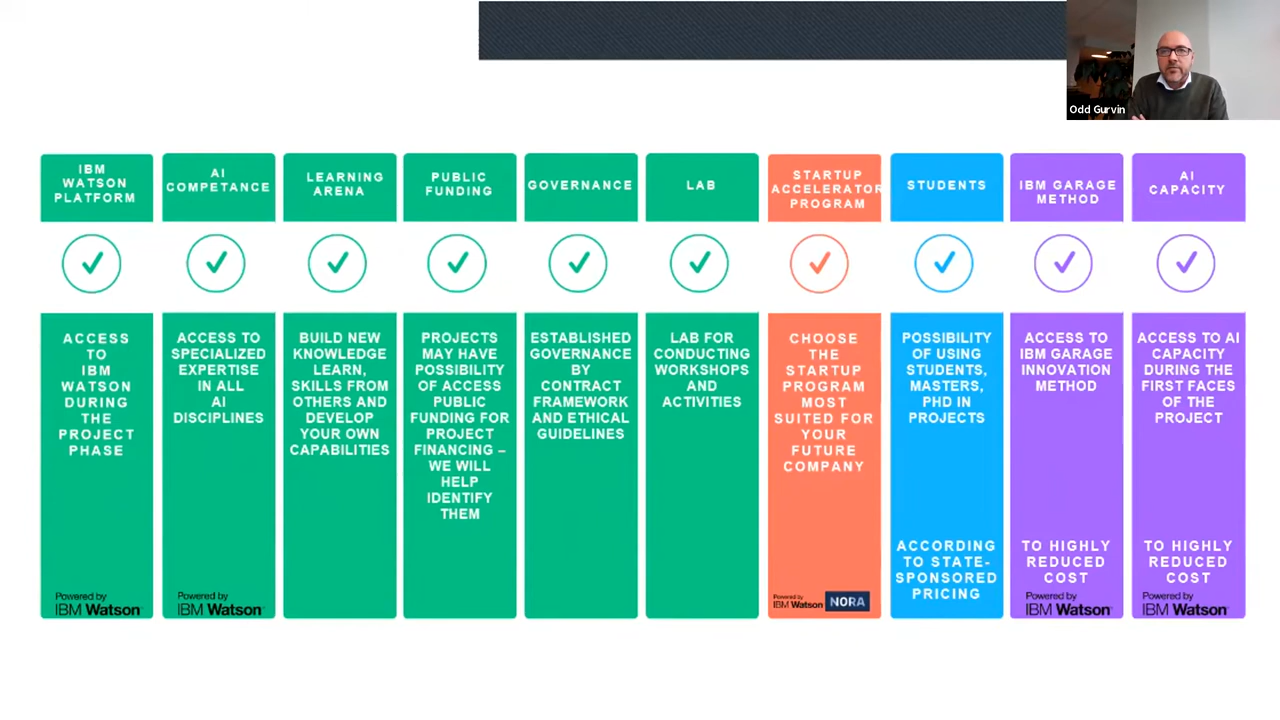 Odd Gurvin
IBM
WATSON
PLATFORM
AI
COMPETANCE
LEARNING
ARENA
PUBLIC
FUNDING
GOVERNANCE
LAB
STARTUP
ACCELERATOR
PROGRAM
STUDENTS
IBM GARAGE
METHOD
AI
CAPACITY
ACCESS
TO
IBM
WATSON
DURING
THE
PROJECT
PHASE
Powered by
IBM Watson
ACCESS TO
SPECIALIZED
EXPERTISE
IN ALL
AI
DISCIPLINES
Powered by
IBM Watson
BUILD NEW
KNOWLEDGE
LEARN,
SKILLS FROM
OTHERS AND
DEVELOP
YOUR OWN
CAPABILITIES
PROJECTS
MAY HAVE
POSSIBILITY
OF ACCESS
PUBLIC
FUNDING FOR
PROJECT
FINANCING –
WE WILL
HELP
IDENTIFY
THEM
ESTABLISHED
GOVERNANCE
BY
CONTRACT
FRAMEWORK
AND ETHICAL
GUIDELINES
LAB FOR
CONDUCTING
WORKSHOPS
AND
ACTIVITIES
CHOOSE
THE
STARTUP
PROGRAM
MOST
SUITED FOR
YOUR
FUTURE
COMPANY
Powered by
IBM Watson NORA
POSSIBILITY
OF USING
STUDENTS,
MASTERS,
PHD IN
PROJECTS
ACCORDING
TO STATE-
SPONSORED
PRICING
ACCESS TO
IBM GARAGE
INNOVATION
METHOD
TO HIGHLY
REDUCED
COST
Powered by
IBM Watson
ACCESS TO AI
CAPACITY
DURING THE
FIRST FACES
OF THE
PROJECT
TO HIGHLY
REDUCED
COST
Powered by
IBM Watson